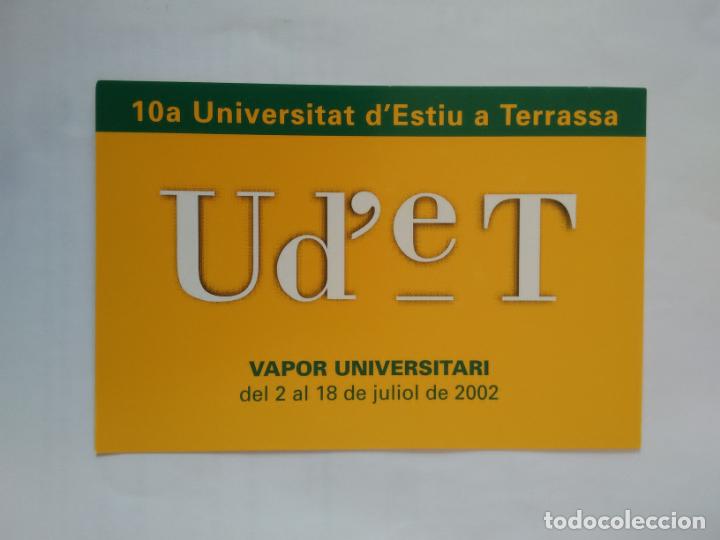 10a Universitat d'Estiu a Terrassa
Ud'eT
VAPOR UNIVERSITARI
del 2 al 18 de juliol de 2002
todocoleccion